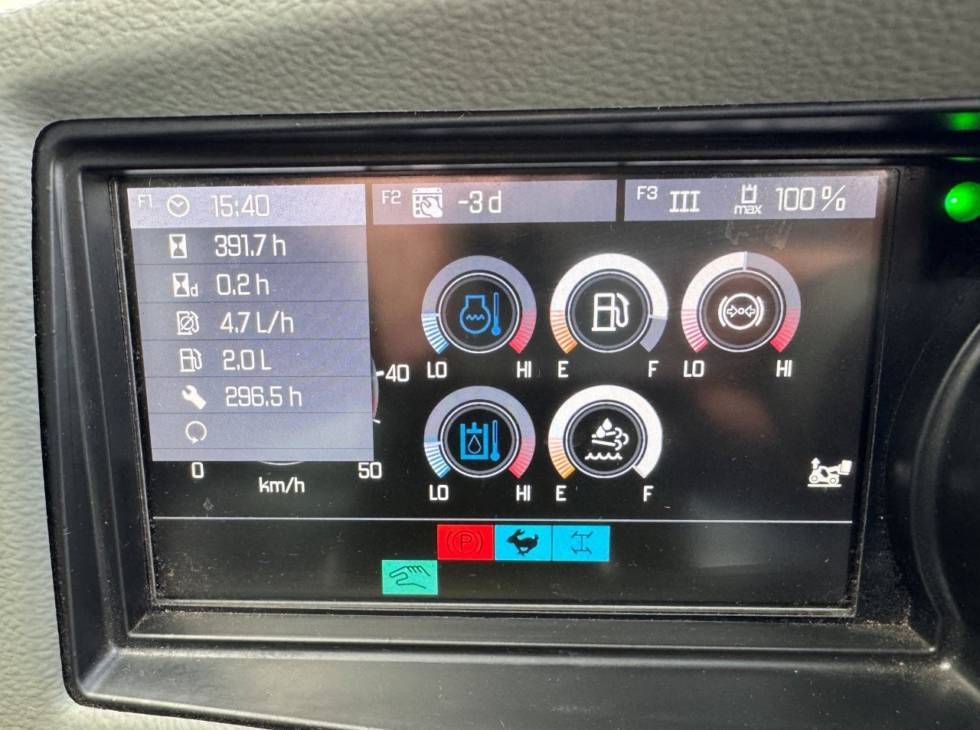 F1 15:40
F2 -3 d
F3 III max 100 %
391.7 h
d 0.2 h
4.7 L/h
2.0 L
296.5 h
40
LO HI E F LO HI
0 50
km/h
LO HI E F
(P)